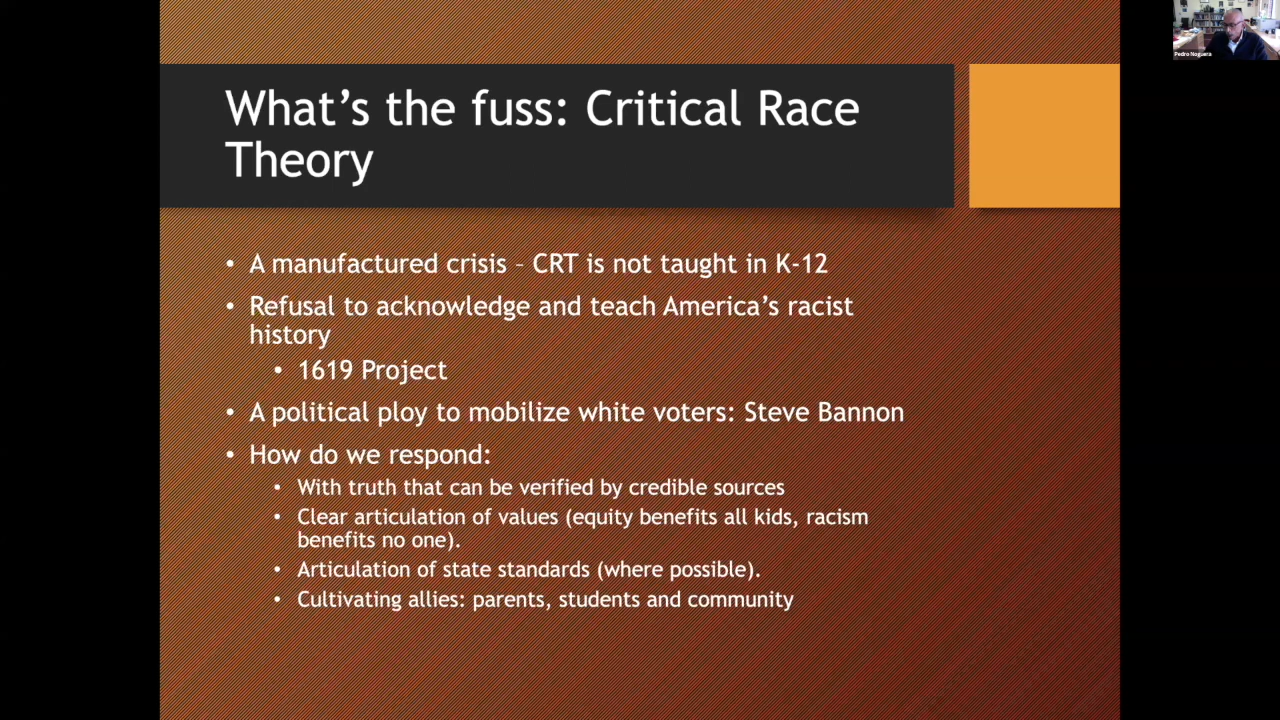 What's the fuss: Critical Race
Theory
• A manufactured crisis – CRT is not taught in K-12
• Refusal to acknowledge and teach America's racist
history
• 1619 Project
• A political ploy to mobilize white voters: Steve Bannon
• How do we respond:
• With truth that can be verified by credible sources
• Clear articulation of values (equity benefits all kids, racism
benefits no one).
• Articulation of state standards (where possible).
• Cultivating allies: parents, students and community
Pedro Noguera